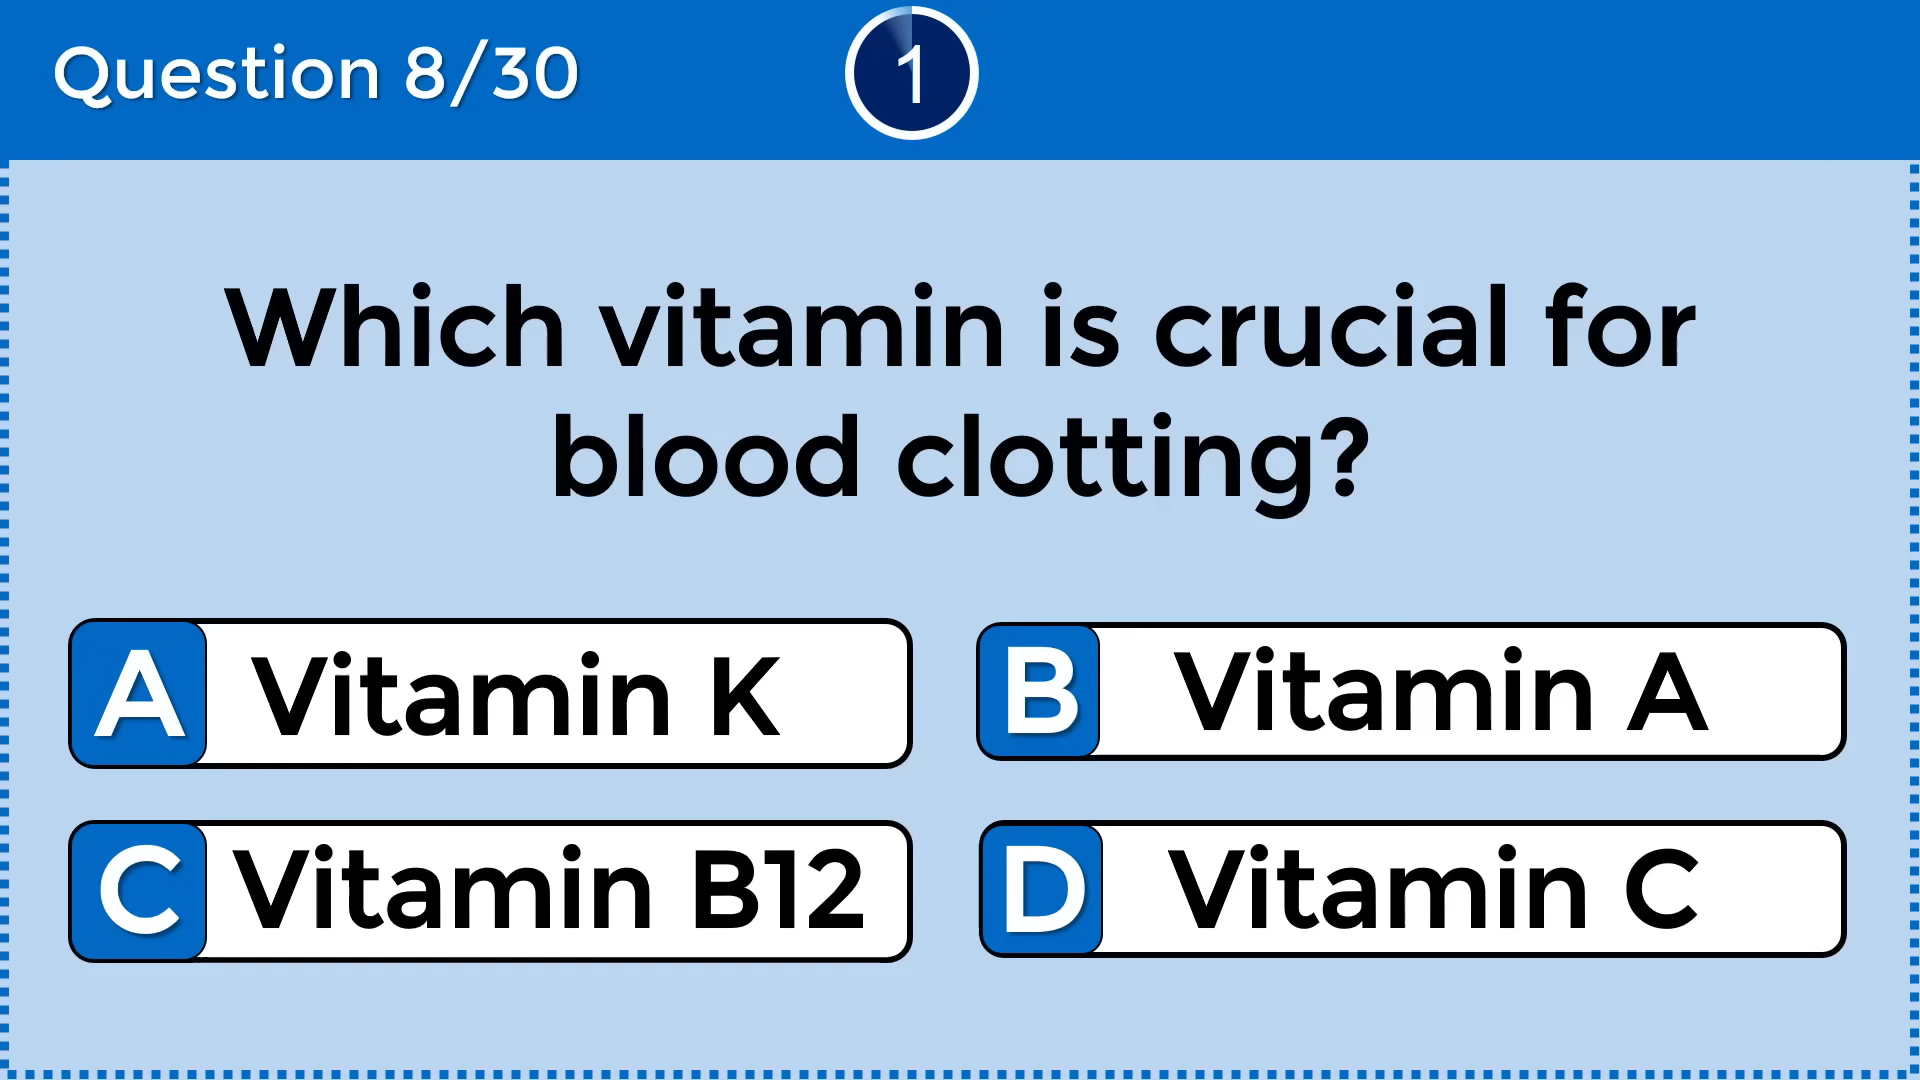 Question 8/30
1
Which vitamin is crucial for
blood clotting?
A Vitamin K
B Vitamin A
C Vitamin B12
D Vitamin C